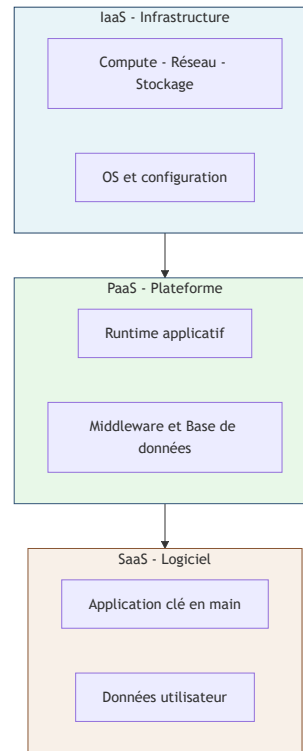 IaaS - Infrastructure
Compute - Réseau -
Stockage
OS et configuration
PaaS - Plateforme
Runtime applicatif
Middleware et Base de
données
SaaS - Logiciel
Application clé en main
Données utilisateur